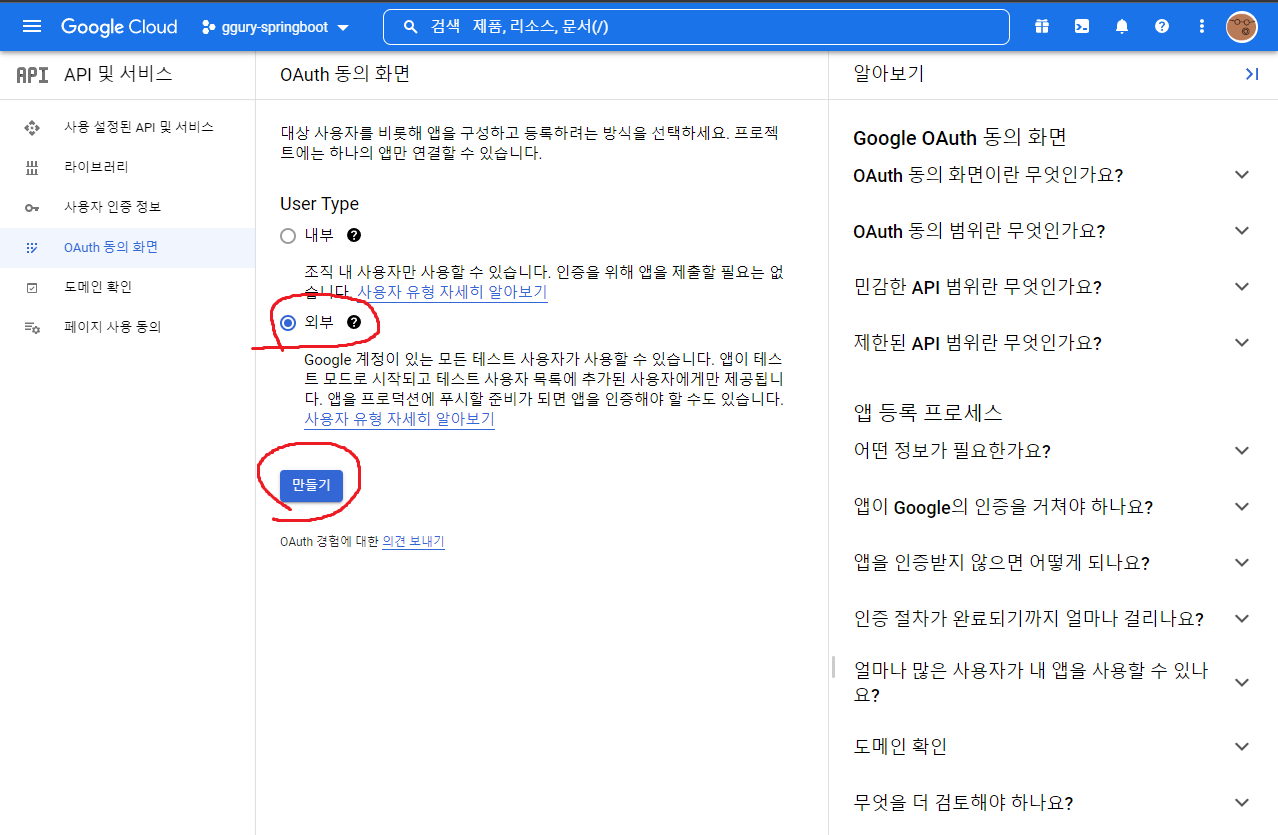 Google Cloud
ggury-springboot
검색 제품, 리소스, 문서(/)
API API 및 서비스
사용 설정된 API 및 서비스
라이브러리
사용자 인증 정보
OAuth 동의 화면
도메인 확인
페이지 사용 동의
OAuth 동의 화면
대상 사용자를 비롯해 앱을 구성하고 등록하려는 방식을 선택하세요. 프로젝
트에는 하나의 앱만 연결할 수 있습니다.
User Type
내부
조직 내 사용자만 사용할 수 있습니다. 인증을 위해 앱을 제출할 필요는 없
습니다. 사용자 유형 자세히 알아보기
외부
Google 계정이 있는 모든 테스트 사용자가 사용할 수 있습니다. 앱이 테스
트 모드로 시작되고 테스트 사용자 목록에 추가된 사용자에게만 제공됩니
다. 앱을 프로덕션에 푸시할 준비가 되면 앱을 인증해야 할 수도 있습니다.
사용자 유형 자세히 알아보기
만들기
OAuth 경험에 대한 의견 보내기
알아보기
Google OAuth 동의 화면
OAuth 동의 화면이란 무엇인가요?
OAuth 동의 범위란 무엇인가요?
민감한 API 범위란 무엇인가요?
제한된 API 범위란 무엇인가요?
앱 등록 프로세스
어떤 정보가 필요한가요?
앱이 Google의 인증을 거쳐야 하나요?
앱을 인증받지 않으면 어떻게 되나요?
인증 절차가 완료되기까지 얼마나 걸리나요?
얼마나 많은 사용자가 내 앱을 사용할 수 있나
요?
도메인 확인
무엇을 더 검토해야 하나요?